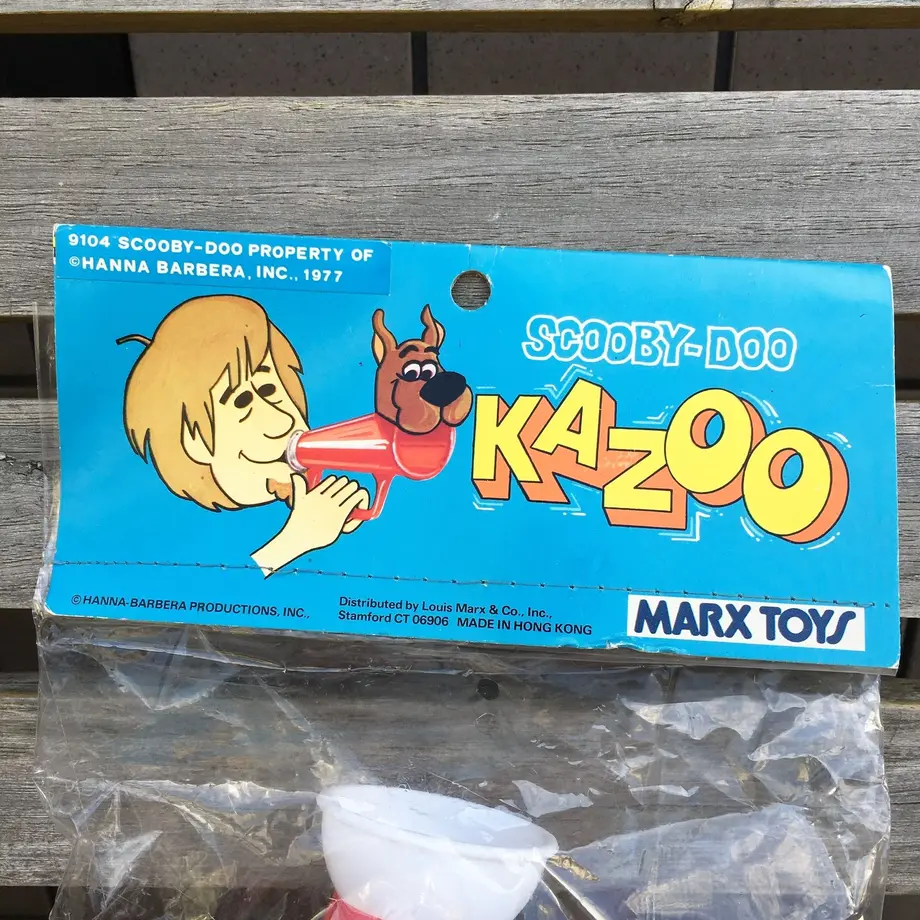 9104 SCOOBY-DOO PROPERTY OF
©HANNA BARBERA, INC., 1977
SCOOBY-DOO
KAZOO
©HANNA-BARBERA PRODUCTIONS, INC.,
Distributed by Louis Marx & Co., Inc.,
Stamford CT 06906 MADE IN HONG KONG
MARX TOYS